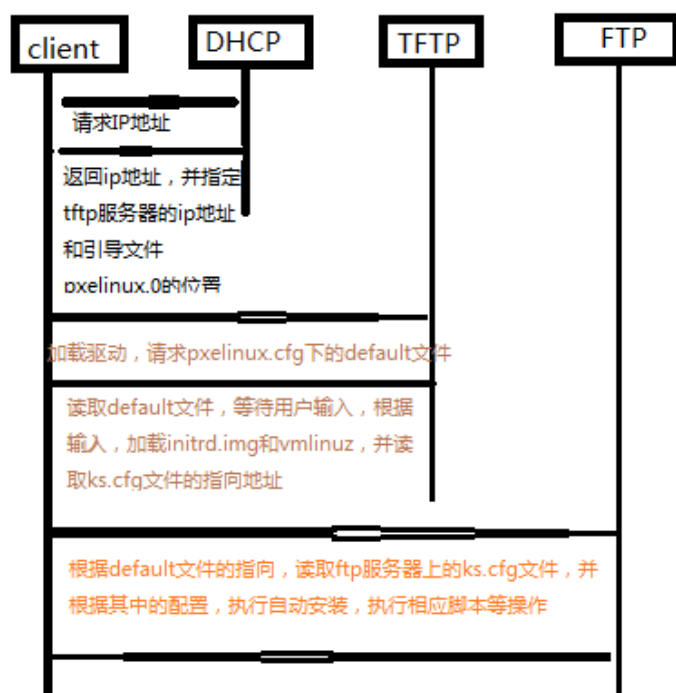 client
DHCP
TFTP
FTP
请求IP地址
返回ip地址，并指定
tftp服务器的ip地址
和引导文件
pxelinux.0的位置
加载驱动，请求pxelinux.cfg下的default文件
读取default文件，等待用户输入，根据
输入，加载initrd.img和vmlinuz，并读
取ks.cfg文件的指向地址
根据default文件的指向，读取ftp服务器上的ks.cfg文件，并
根据其中的配置，执行自动安装，执行相应脚本等操作